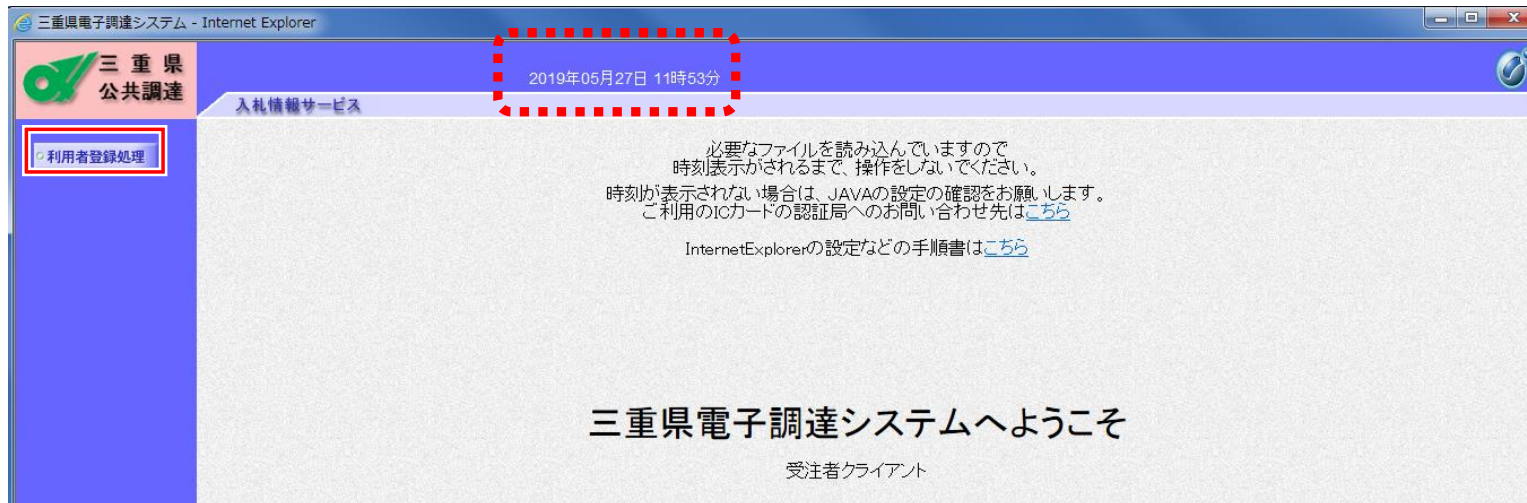 三重県電子調達システム - Internet Explorer
三重県
公共調達
2019年05月27日 11時53分
入札情報サービス
利用者登録処理
必要なファイルを読み込んでいますので
時刻表示がされるまで、操作をしないでください。
時刻が表示されない場合は、JAVAの設定の確認をお願いします。
ご利用のICカードの認証局へのお問い合わせ先はこちら
InternetExplorerの設定などの手順書はこちら
三重県電子調達システムへようこそ
受注者クライアント